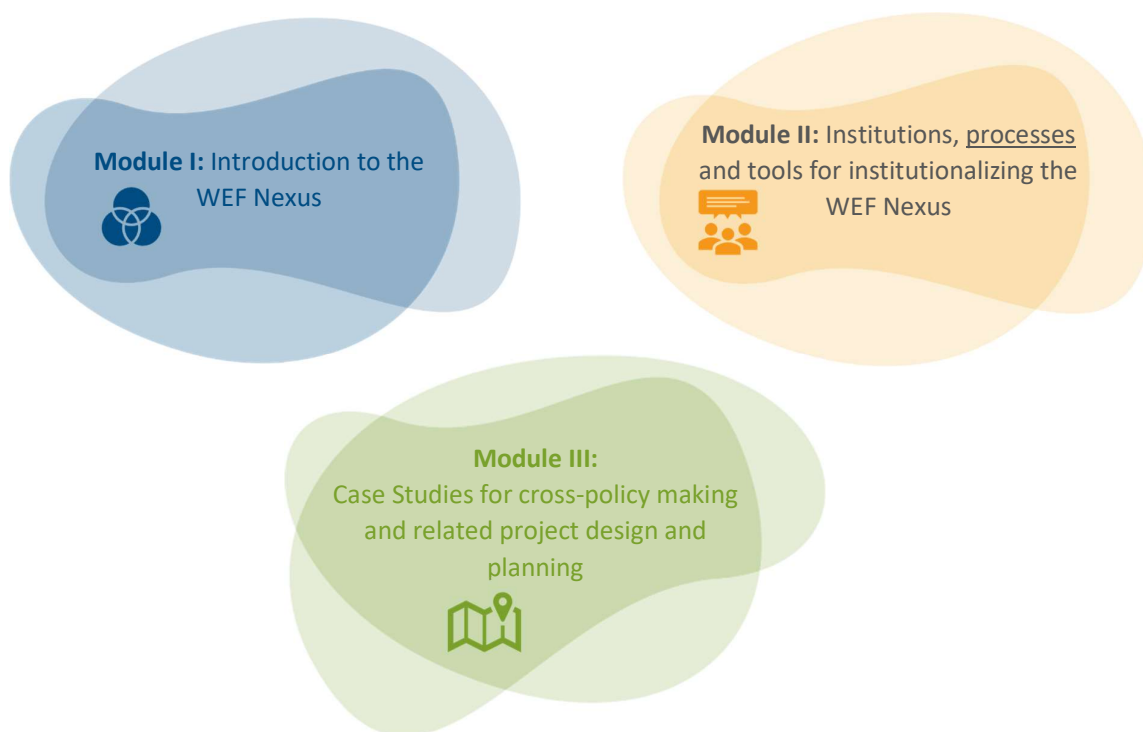 Module I: Introduction to the
WEF Nexus
Module II: Institutions, processes
and tools for institutionalizing the
WEF Nexus
Module III:
Case Studies for cross-policy making
and related project design and
planning